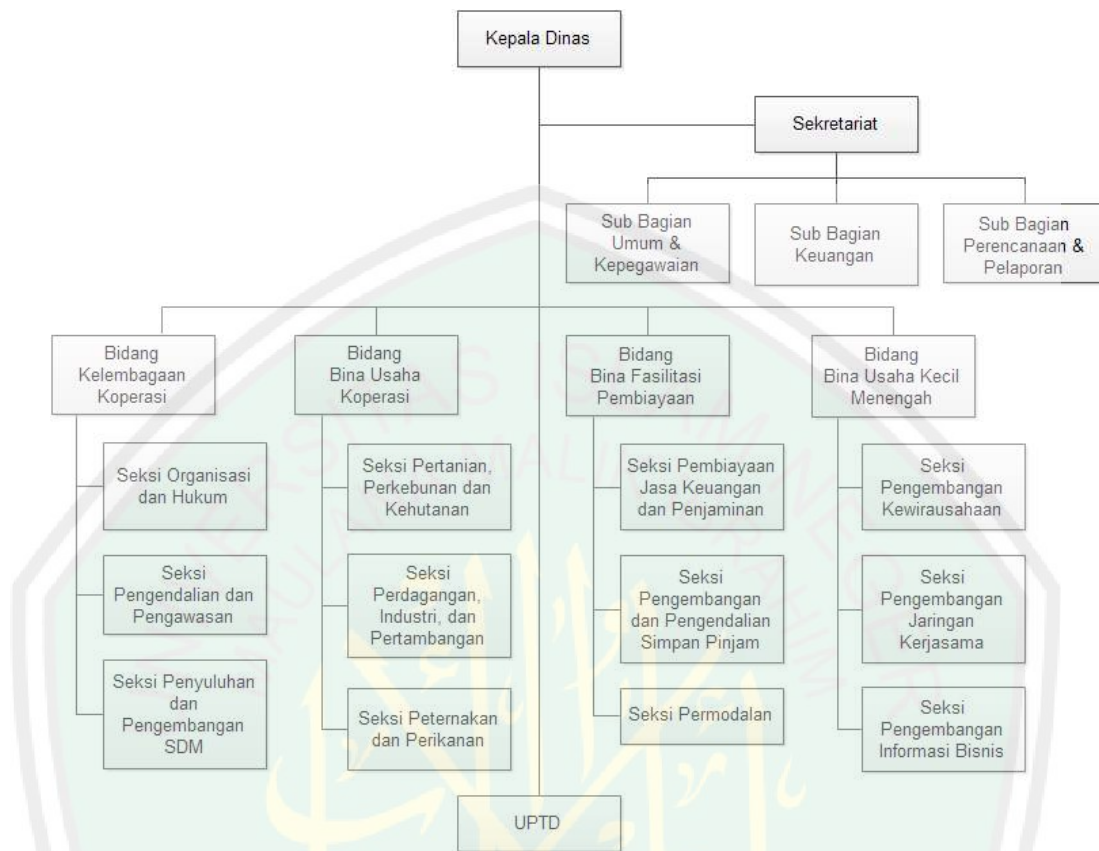 Kepala Dinas
Sekretariat
Sub Bagian
Umum &
Kepegawaian
Sub Bagian
Keuangan
Sub Bagian
Perencanaan &
Pelaporan
Bidang
Kelembagaan
Koperasi
Bidang
Bina Usaha
Koperasi
Bidang
Bina Fasilitasi
Pembiayaan
Bidang
Bina Usaha Kecil
Menengah
Seksi Organisasi
dan Hukum
Seksi
Pengendalian dan
Pengawasan
Seksi Penyuluhan
dan
Pengembangan
SDM
Seksi Pertanian,
Perkebunan dan
Kehutanan
Seksi
Perdagangan,
Industri, dan
Pertambangan
Seksi Peternakan
dan Perikanan
Seksi Pembiayaan
Jasa Keuangan
dan Penjaminan
Seksi
Pengembangan
dan Pengendalian
Simpan Pinjam
Seksi Permodalan
Seksi
Pengembangan
Kewirausahaan
Seksi
Pengembangan
Jaringan
Kerjasama
Seksi
Pengembangan
Informasi Bisnis
UPTD